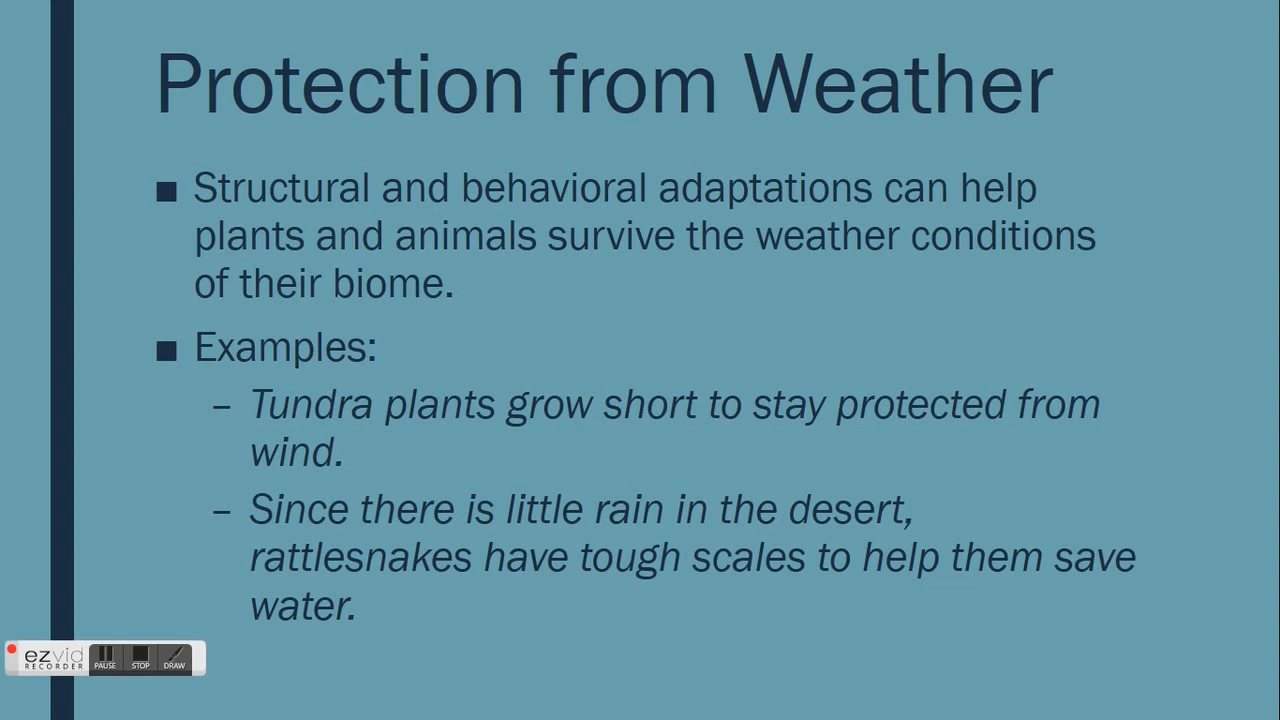 Protection from Weather
■ Structural and behavioral adaptations can help
plants and animals survive the weather conditions
of their biome.
■ Examples:
– Tundra plants grow short to stay protected from
wind.
– Since there is little rain in the desert,
rattlesnakes have tough scales to help them save
water.
ezvid
RECORDER
PAUSE STOP DRAW